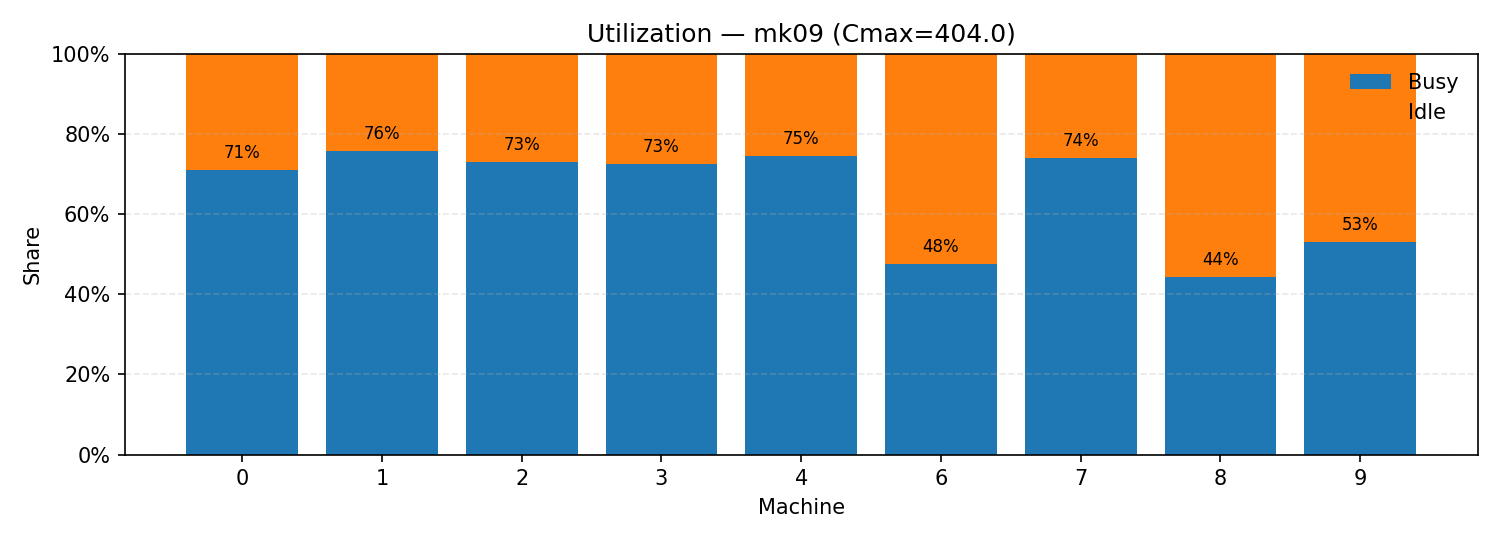 Utilization — mk09 (Cmax=404.0)
100%
80%
60%
40%
20%
0%
Share
71%
76%
73%
73%
75%
48%
74%
44%
53%
Busy
Idle
0 1 2 3 4 6 7 8 9
Machine